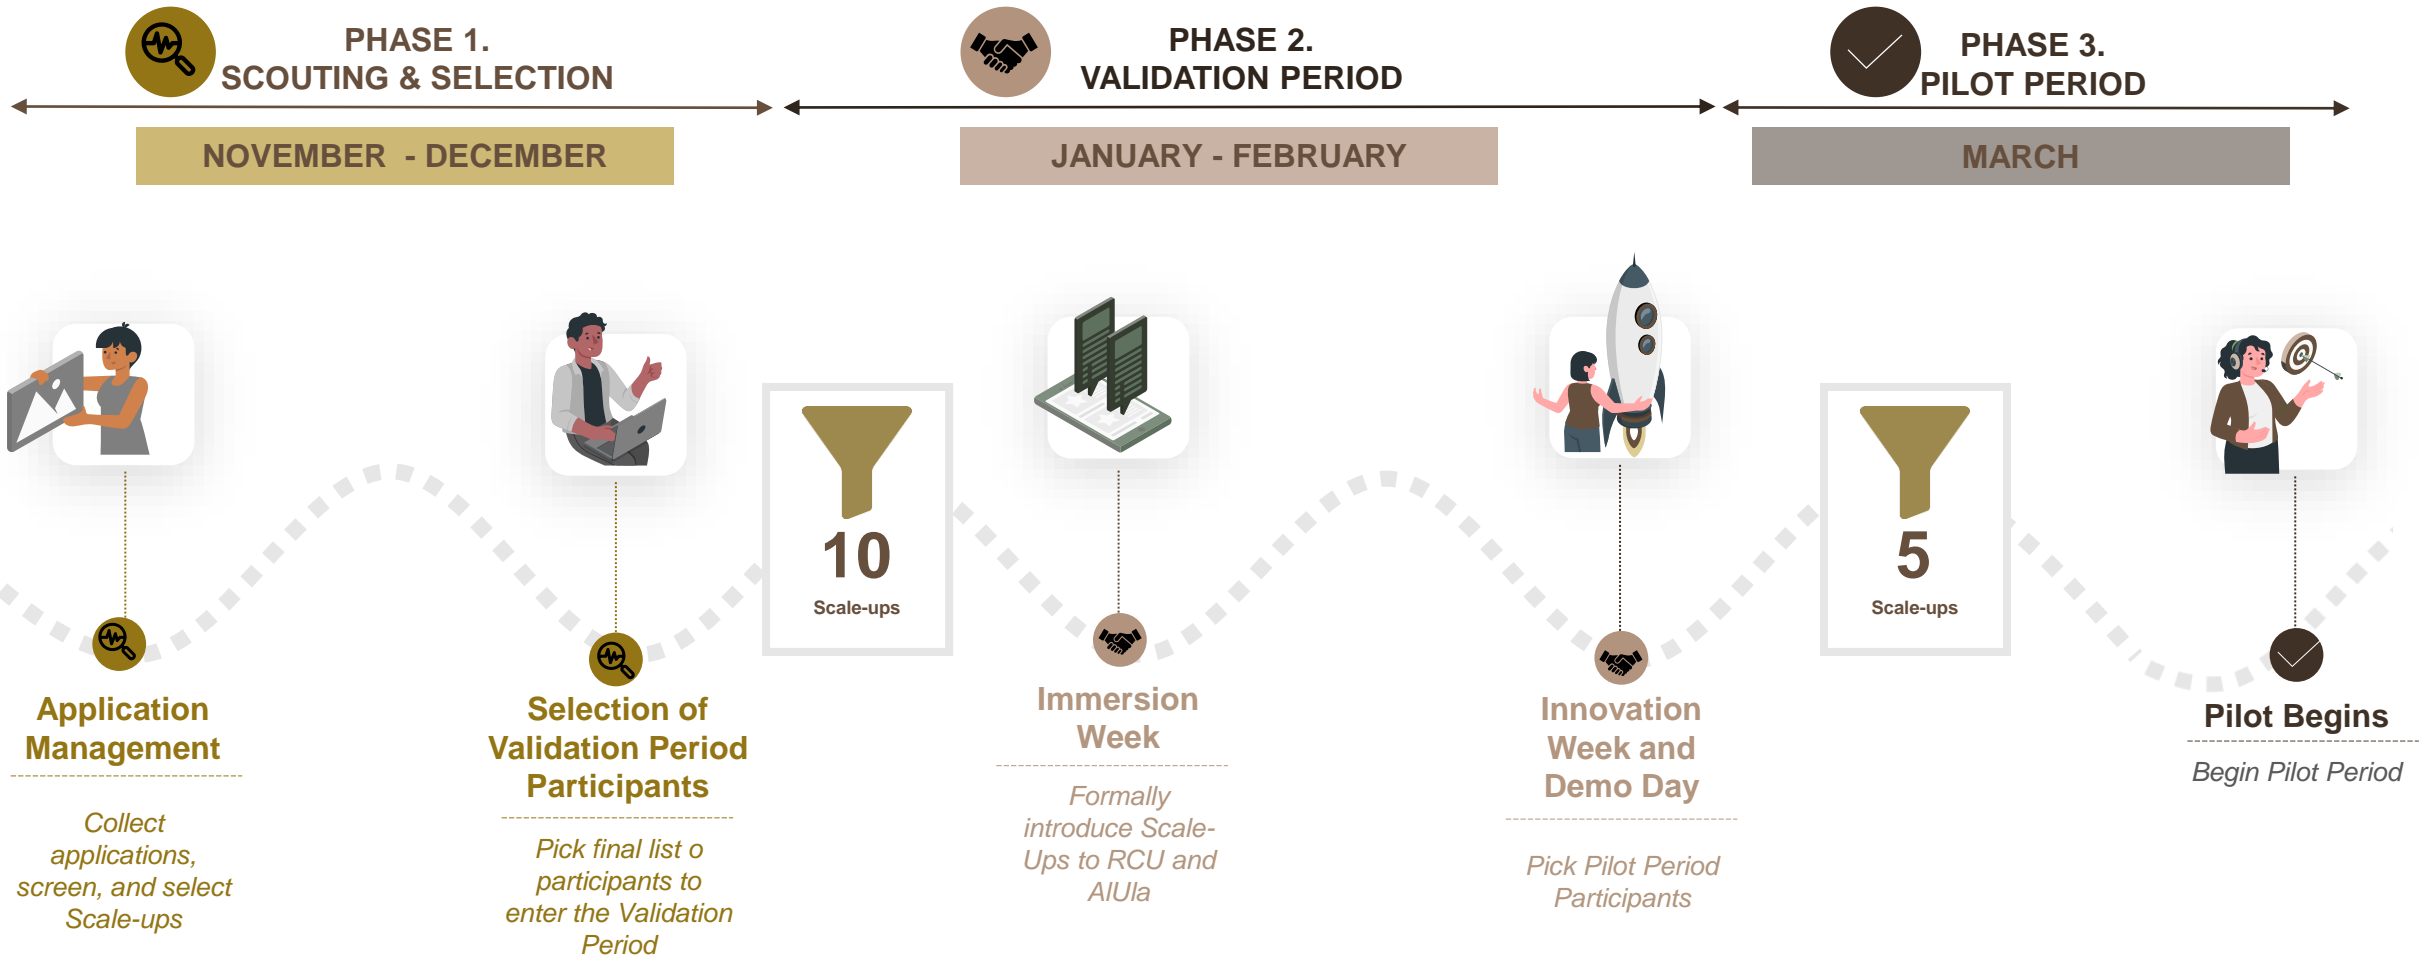 PHASE 1.
SCOUTING & SELECTION
PHASE 2.
VALIDATION PERIOD
PHASE 3.
PILOT PERIOD
NOVEMBER - DECEMBER
JANUARY - FEBRUARY
MARCH
10
Scale-ups
5
Scale-ups
Application
Management
Collect
applications,
screen, and select
Scale-ups
Selection of
Validation Period
Participants
Pick final list o
participants to
enter the Validation
Period
Immersion
Week
Formally
introduce Scale-
Ups to RCU and
AlUla
Innovation
Week and
Demo Day
Pick Pilot Period
Participants
Pilot Begins
Begin Pilot Period